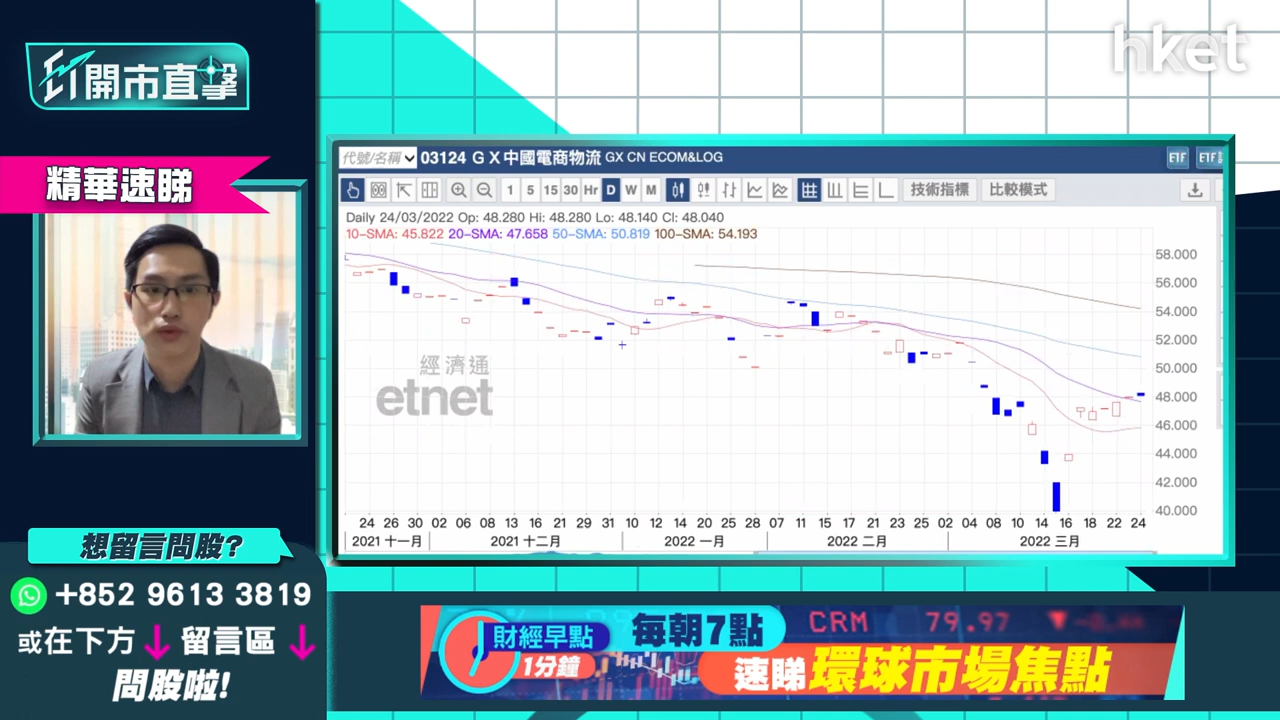 hket
ET開市直擊
精華速睇
代號/名稱 03124 G X 中國電商物流 GX CN ECOM&LOG
ETF
1 5 15 30 Hr D W M 技術指標 比較模式
Daily 24/03/2022 Op: 48.280 Hi: 48.280 Lo: 48.140 Cl: 48.040
10-SMA: 45.822 20-SMA: 47.658 50-SMA: 50.819 100-SMA: 54.193
58.000
56.000
54.000
52.000
50.000
48.000
46.000
44.000
42.000
40.000
經濟通
etnet
24 26 30 02 06 08 13 16 21 29 31 10 12 14 20 25 28 07 11 15 17 21 23 25 02 04 08 10 14 16 18 22 24
2021 十一月 2021 十二月 2022 一月 2022 二月 2022 三月
想留言問股?
+852 9613 3819
或在下方 留言區
問股啦!
財經早點
1分鐘
每朝7點
速睇環球市場焦點
CRM 79.97